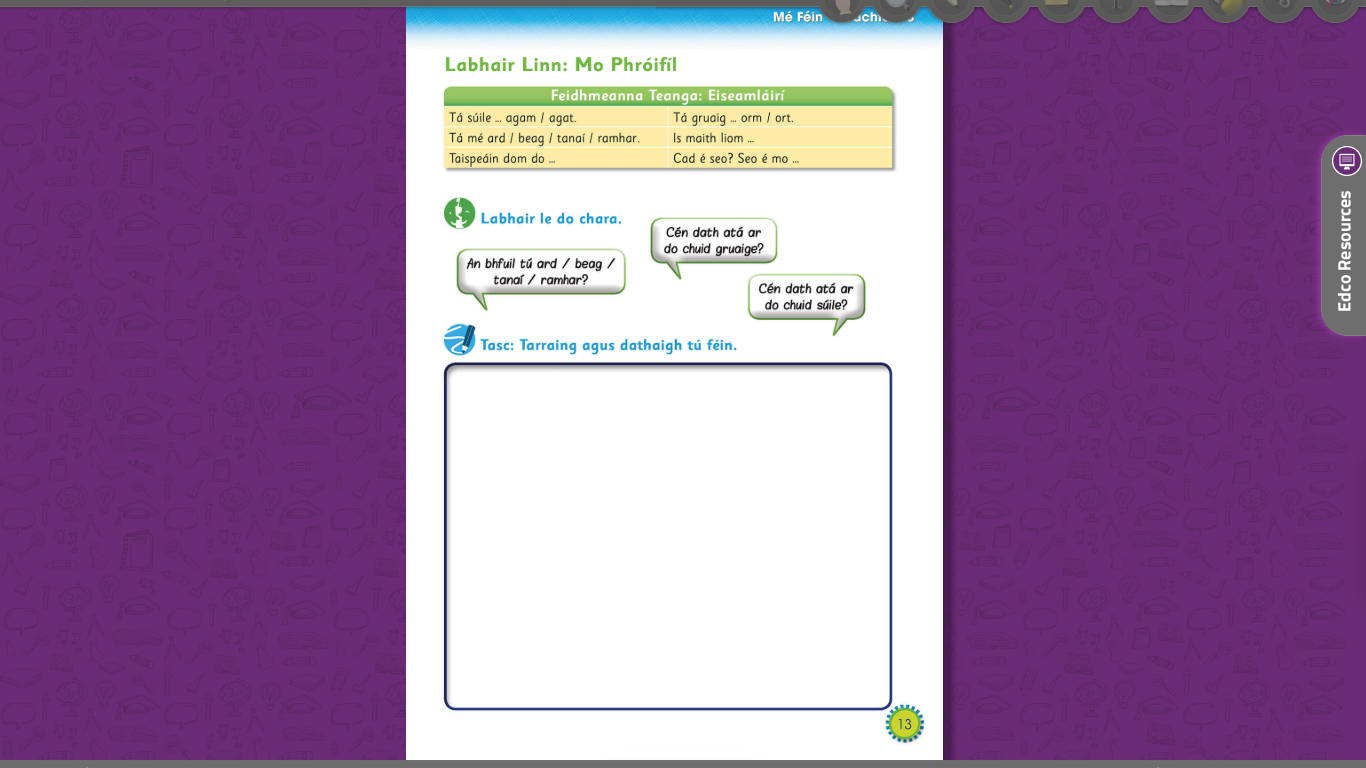 Mé Féin
Labhair Linn: Mo Phróifíl
Feidhmeanna Teanga: Eiseamláirí
Tá súile ... agam / agat.
Tá gruaig ... orm / ort.
Tá mé ard / beag / tanaí / ramhar.
Is maith liom ...
Taispeáin dom do ...
Cad é seo? Seo é mo ...
Labhair le do chara.
Cén dath atá ar
do chuid gruaige?
An bhfuil tú ard / beag /
tanaí / ramhar?
Cén dath atá ar
do chuid súile?
Tasc: Tarraing agus dathaigh tú féin.
13
Edco Resources